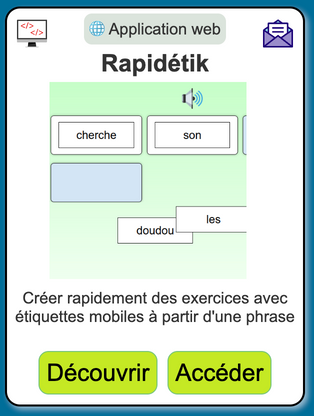 </>
</>
Application web
Rapidétik
cherche
son
les
doudou
Créer rapidement des exercices avec
étiquettes mobiles à partir d'une phrase
Découvrir
Accéder